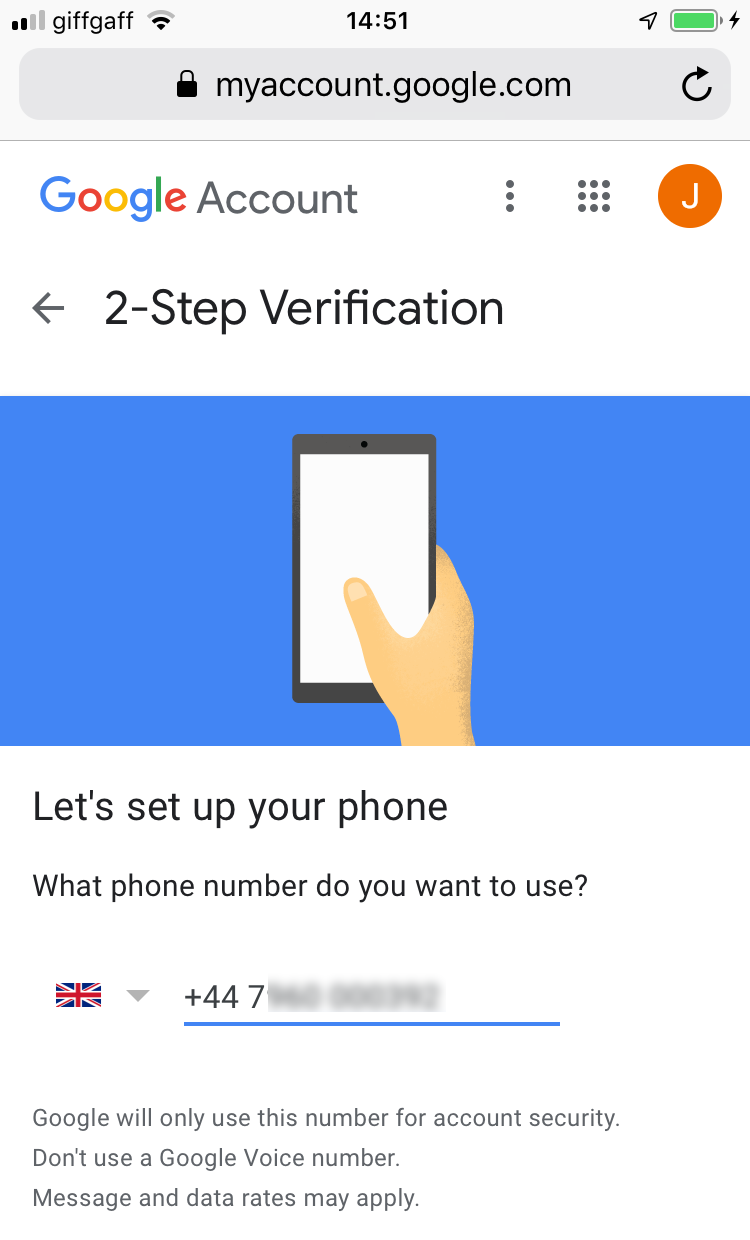 giffgaff 14:51
myaccount.google.com
Google Account J
2-Step Verification
Let's set up your phone
What phone number do you want to use?
+44 7
Google will only use this number for account security.
Don't use a Google Voice number.
Message and data rates may apply.